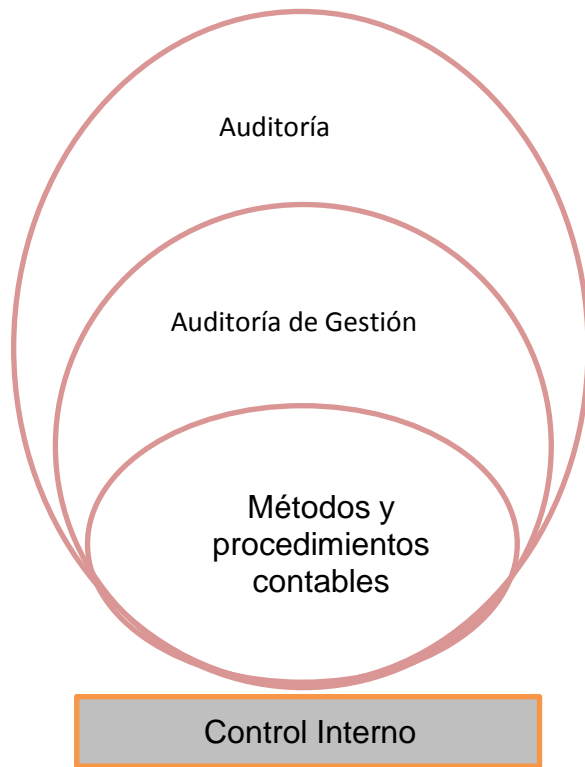 Auditoría
Auditoría de Gestión
Métodos y
procedimientos
contables
Control Interno